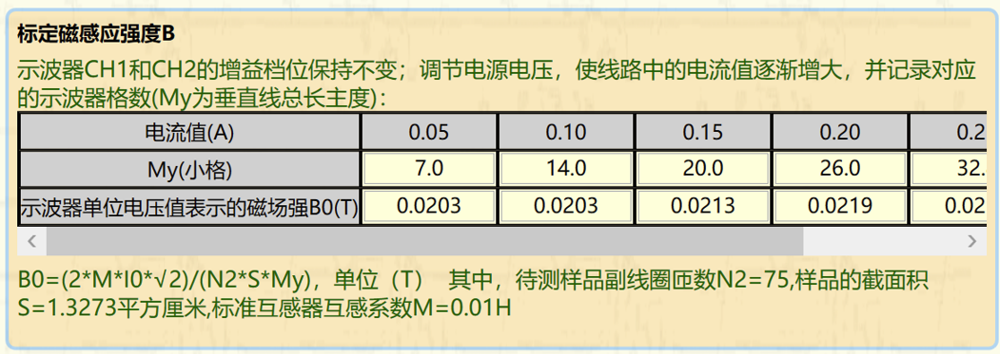 标定磁感应强度B
示波器CH1和CH2的增益档位保持不变；调节电源电压，使线路中的电流值逐渐增大，并记录对应
的示波器格数(My为垂直线总长主度)：
电流值(A) 0.05 0.10 0.15 0.20 0.2
My(小格) 7.0 14.0 20.0 26.0 32.
示波器单位电压值表示的磁场强B0(T) 0.0203 0.0203 0.0213 0.0219 0.02
B0=(2*M*I0*√2)/(N2*S*My)，单位（T） 其中，待测样品副线圈匝数N2=75,样品的截面积
S=1.3273平方厘米,标准互感器互感系数M=0.01H